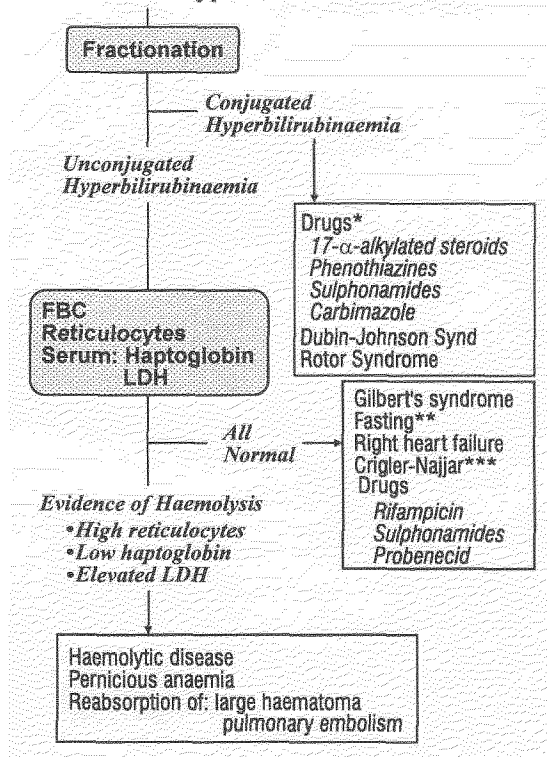 Fractionation
Conjugated
Hyperbilirubinaemia
Unconjugated
Hyperbilirubinaemia
Drugs*
17-α-alkylated steroids
Phenothiazines
Sulphonamides
Carbimazole
Dubin-Johnson Synd
Rotor Syndrome
FBC
Reticulocytes
Serum: Haptoglobin
LDH
All
Normal
Gilbert's syndrome
Fasting**
Right heart failure
Crigler-Najjar***
Drugs
Rifampicin
Sulphonamides
Probenecid
Evidence of Haemolysis
•High reticulocytes
•Low haptoglobin
•Elevated LDH
Haemolytic disease
Pernicious anaemia
Reabsorption of: large haematoma
pulmonary embolism